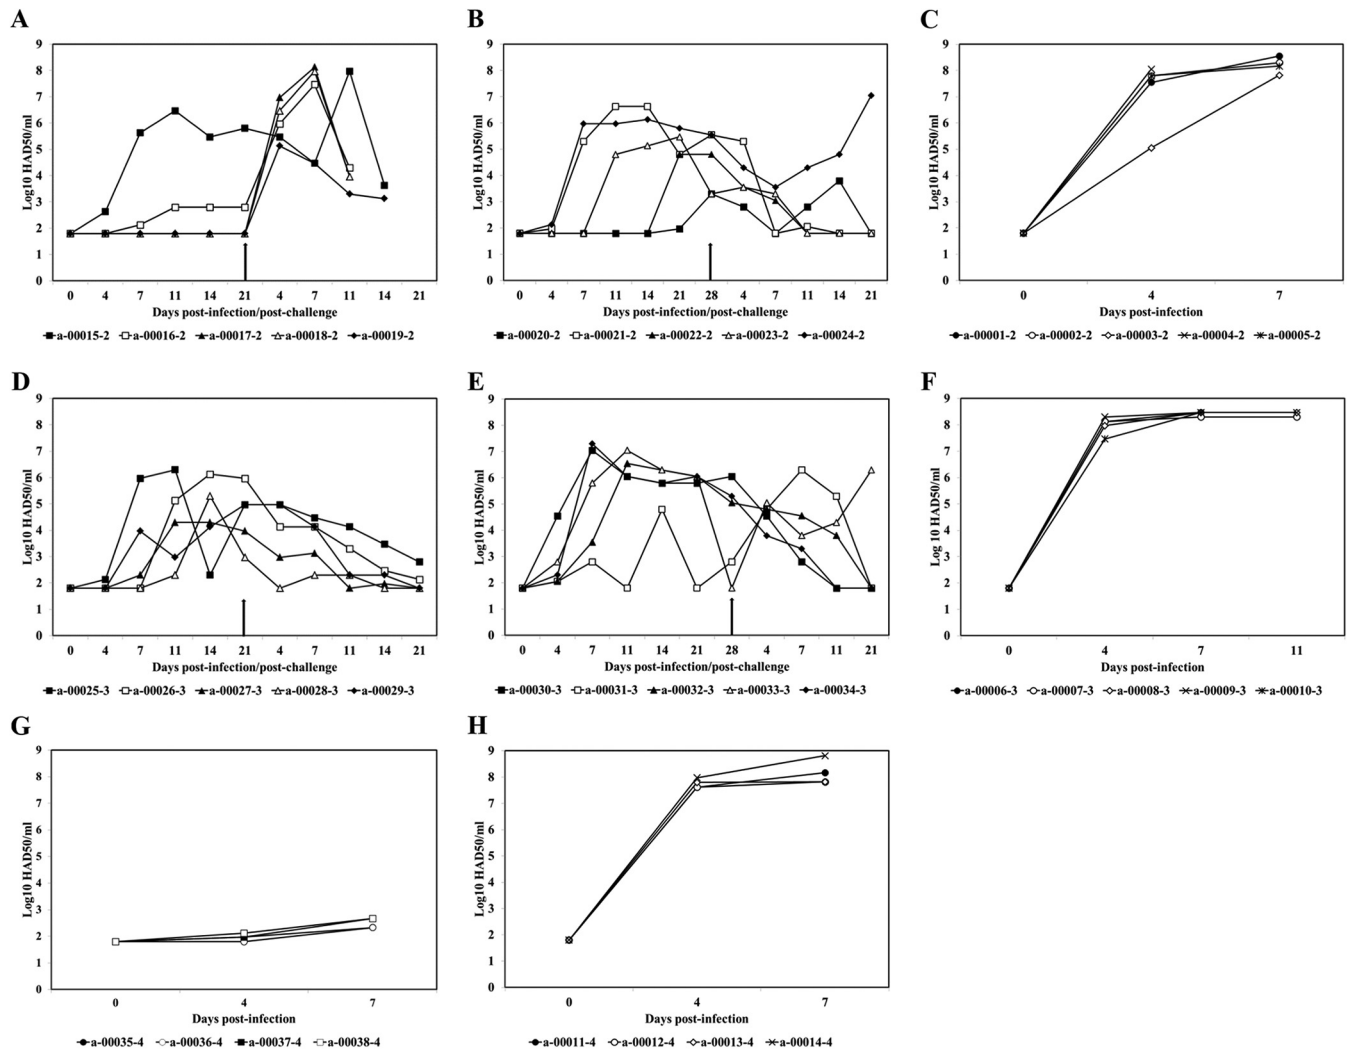 A
Log10 HAD50/ml
9
8
7
6
5
4
3
2
1
0
0 4 7 11 14 21 4 7 11 14 21
Days post-infection/post-challenge
a-00015-2 a-00016-2 a-00017-2 a-00018-2 a-00019-2
B
Log10 HAD50/ml
9
8
7
6
5
4
3
2
1
0
0 4 7 11 14 21 28 4 7 11 14 21
Days post-infection/post-challenge
a-00020-2 a-00021-2 a-00022-2 a-00023-2 a-00024-2
C
Log10 HAD50/ml
9
8
7
6
5
4
3
2
1
0
0 4 7
Days post-infection
a-00001-2 a-00002-2 a-00003-2 a-00004-2 a-00005-2
D
Log10 HAD50/ml
9
8
7
6
5
4
3
2
1
0
0 4 7 11 14 21 4 7 11 14 21
Days post-infection/post-challenge
a-00025-3 a-00026-3 a-00027-3 a-00028-3 a-00029-3
E
Log10 HAD50/ml
9
8
7
6
5
4
3
2
1
0
0 4 7 11 14 21 28 4 7 11 21
Days post-infection/post-challenge
a-00030-3 a-00031-3 a-00032-3 a-00033-3 a-00034-3
F
Log 10 HAD50/ml
9
8
7
6
5
4
3
2
1
0
0 4 7 11
Days post-infection
a-00006-3 a-00007-3 a-00008-3 a-00009-3 a-00010-3
G
Log10 HAD50/ml
9
8
7
6
5
4
3
2
1
0
0 4 7
Days post-infection
a-00035-4 a-00036-4 a-00037-4 a-00038-4
H
Log10 HAD50/ml
9
8
7
6
5
4
3
2
1
0
0 4 7
Days post-infection
a-00011-4 a-00012-4 a-00013-4 a-00014-4